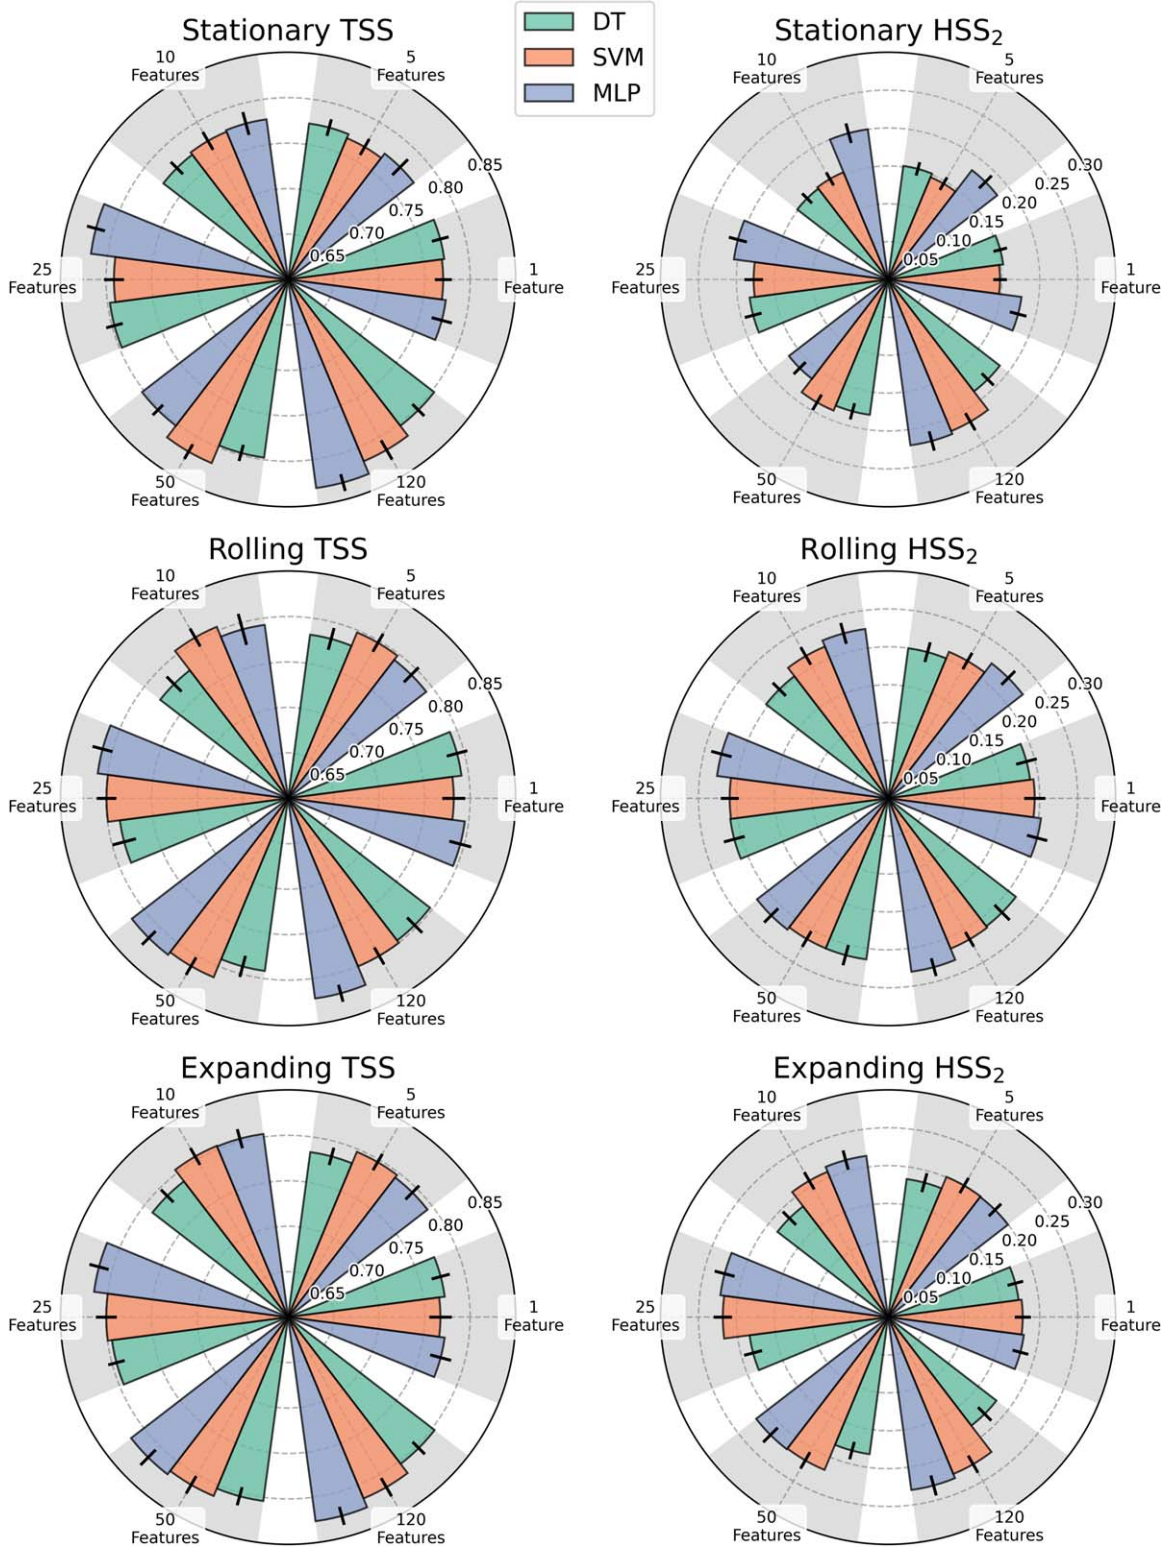 Stationary TSS
DT
SVM
MLP
Stationary HSS2
10
Features
5
Features
0.85
0.80
0.75
0.70
0.65
25
Features
1
Feature
50
Features
120
Features
10
Features
5
Features
0.30
0.25
0.20
0.15
0.10
0.05
25
Features
1
Feature
50
Features
120
Features
Rolling TSS
10
Features
5
Features
0.85
0.80
0.75
0.70
0.65
25
Features
1
Feature
50
Features
120
Features
Rolling HSS2
10
Features
5
Features
0.30
0.25
0.20
0.15
0.10
0.05
25
Features
1
Feature
50
Features
120
Features
Expanding TSS
10
Features
5
Features
0.85
0.80
0.75
0.70
0.65
25
Features
1
Feature
50
Features
120
Features
Expanding HSS2
10
Features
5
Features
0.30
0.25
0.20
0.15
0.10
0.05
25
Features
1
Feature
50
Features
120
Features